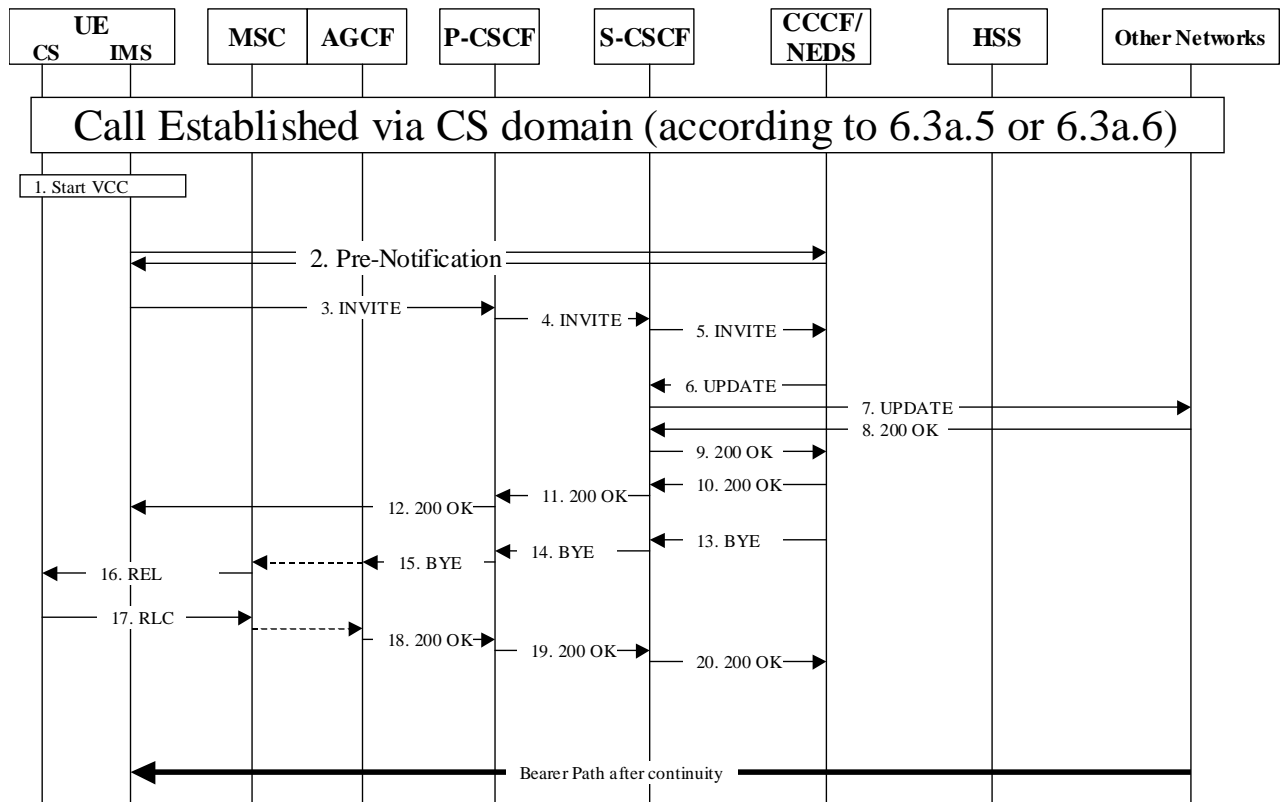 UE
CS IMS
MSC
AGCF
P-CSCF
S-CSCF
CCCF/
NEDS
HSS
Other Networks
Call Established via CS domain (according to 6.3a.5 or 6.3a.6)
1. Start VCC
2. Pre-Notification
3. INVITE
4. INVITE
5. INVITE
6. UPDATE
7. UPDATE
8. 200 OK
9. 200 OK
10. 200 OK
11. 200 OK
12. 200 OK
13. BYE
14. BYE
15. BYE
16. REL
17. RLC
18. 200 OK
19. 200 OK
20. 200 OK
Bearer Path after continuity